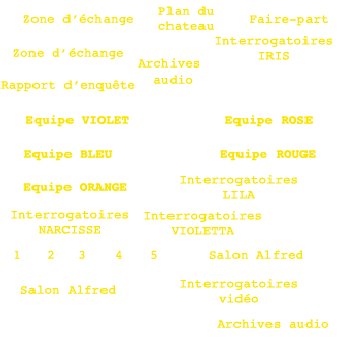 Zone d'échange
Plan du
chateau
Faire-part
Zone d'échange
Interrogatoires
IRIS
Archives
audio
Rapport d'enquête
Equipe VIOLET
Equipe ROSE
Equipe BLEU
Equipe ROUGE
Equipe ORANGE
Interrogatoires
LILA
Interrogatoires
NARCISSE
Interrogatoires
VIOLETTA
1 2 3 4 5
Salon Alfred
Salon Alfred
Interrogatoires
vidéo
Archives audio